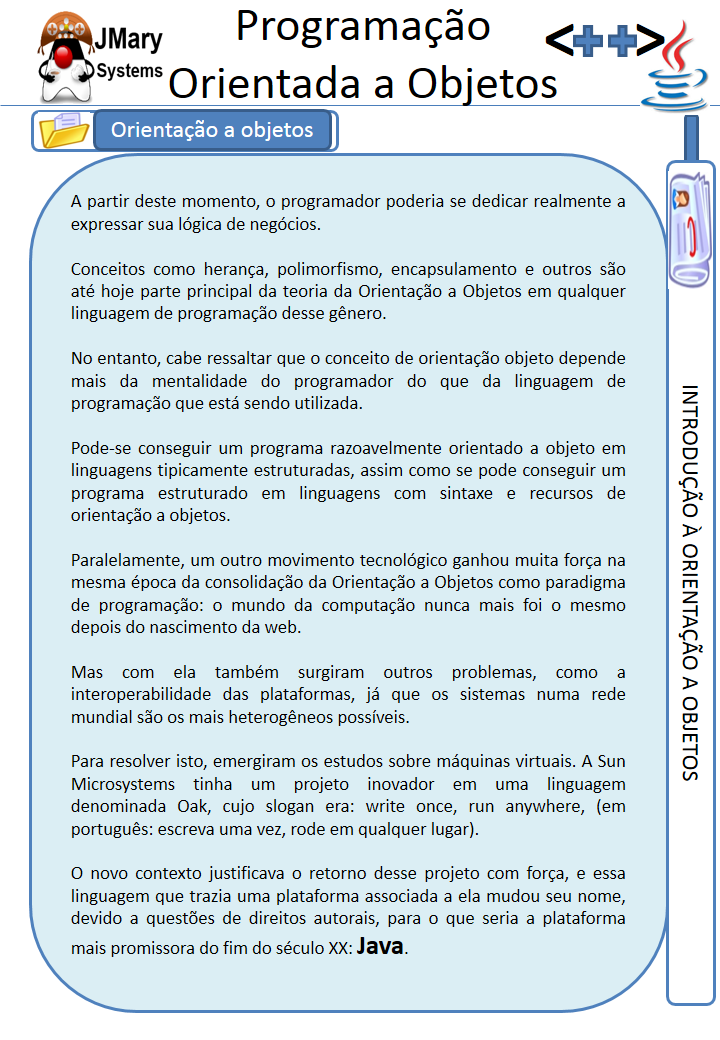 JMary
Systems
Programação
Orientada a Objetos
<++>
Orientação a objetos
A partir deste momento, o programador poderia se dedicar realmente a
expressar sua lógica de negócios.
Conceitos como herança, polimorfismo, encapsulamento e outros são
até hoje parte principal da teoria da Orientação a Objetos em qualquer
linguagem de programação desse gênero.
No entanto, cabe ressaltar que o conceito de orientação objeto depende
mais da mentalidade do programador do que da linguagem de
programação que está sendo utilizada.
Pode-se conseguir um programa razoavelmente orientado a objeto em
linguagens tipicamente estruturadas, assim como se pode conseguir um
programa estruturado em linguagens com sintaxe e recursos de
orientação a objetos.
Paralelamente, um outro movimento tecnológico ganhou muita força na
mesma época da consolidação da Orientação a Objetos como paradigma
de programação: o mundo da computação nunca mais foi o mesmo
depois do nascimento da web.
Mas com ela também surgiram outros problemas, como a
interoperabilidade das plataformas, já que os sistemas numa rede
mundial são os mais heterogêneos possíveis.
Para resolver isto, emergiram os estudos sobre máquinas virtuais. A Sun
Microsystems tinha um projeto inovador em uma linguagem
denominada Oak, cujo slogan era: write once, run anywhere, (em
português: escreva uma vez, rode em qualquer lugar).
O novo contexto justificava o retorno desse projeto com força, e essa
linguagem que trazia uma plataforma associada a ela mudou seu nome,
devido a questões de direitos autorais, para o que seria a plataforma
mais promissora do fim do século XX: Java.
INTRODUÇÃO À ORIENTAÇÃO A OBJETOS